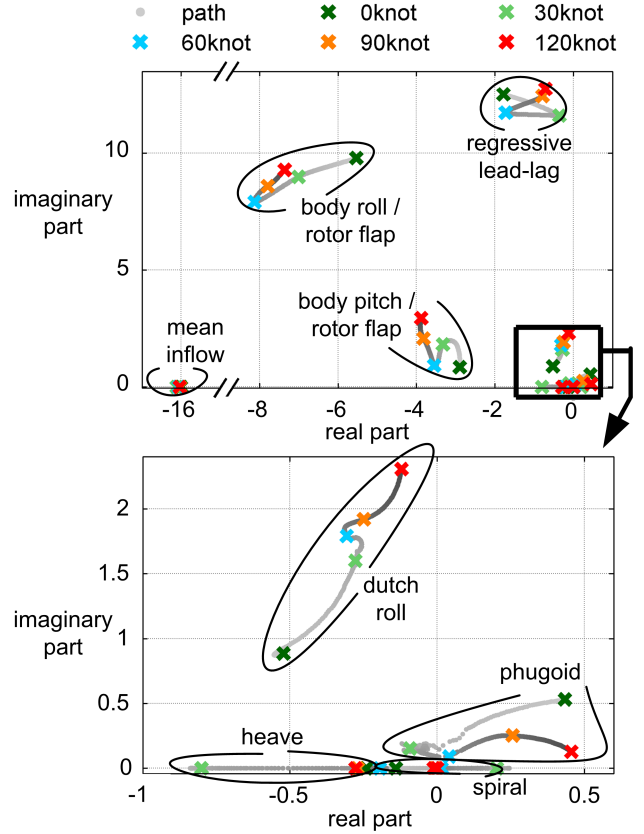 path
0knot
30knot
60knot
90knot
120knot
10
5
0
imaginary
part
regressive
lead-lag
body roll /
rotor flap
body pitch /
rotor flap
mean
inflow
-16
-8
-6
-4
-2
0
real part
2
1.5
1
0.5
0
imaginary
part
dutch
roll
phugoid
heave
spiral
-1
-0.5
0
0.5
real part